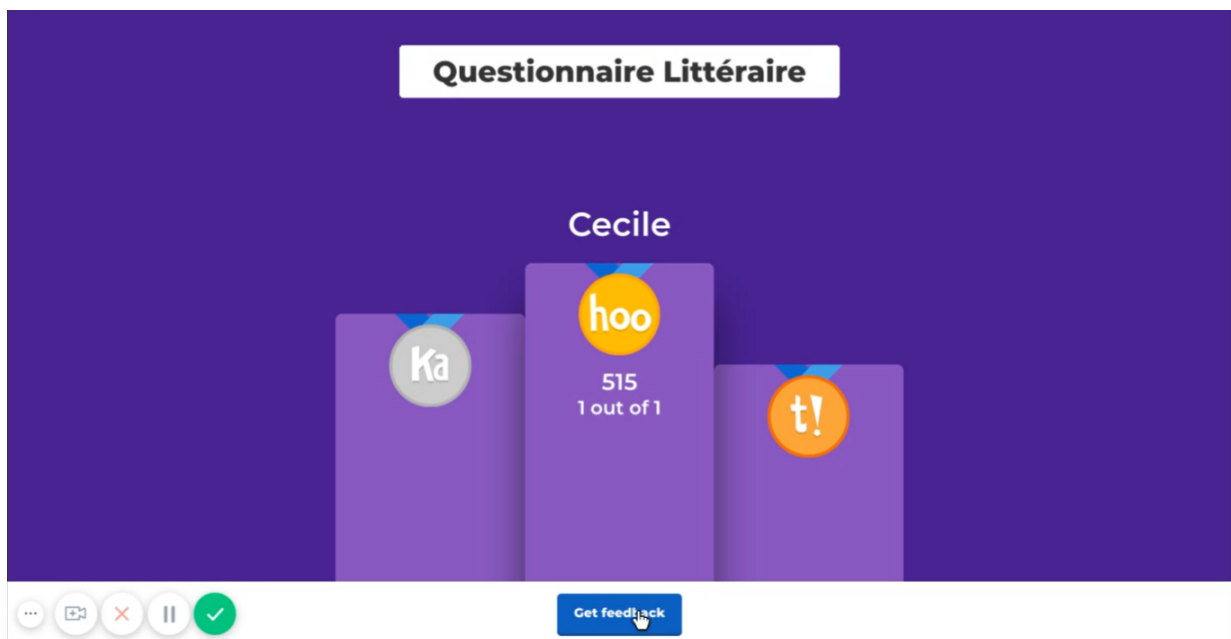 Questionnaire Littéraire
Cecile
Ka
hoo
t!
515
1 out of 1
Get feedback